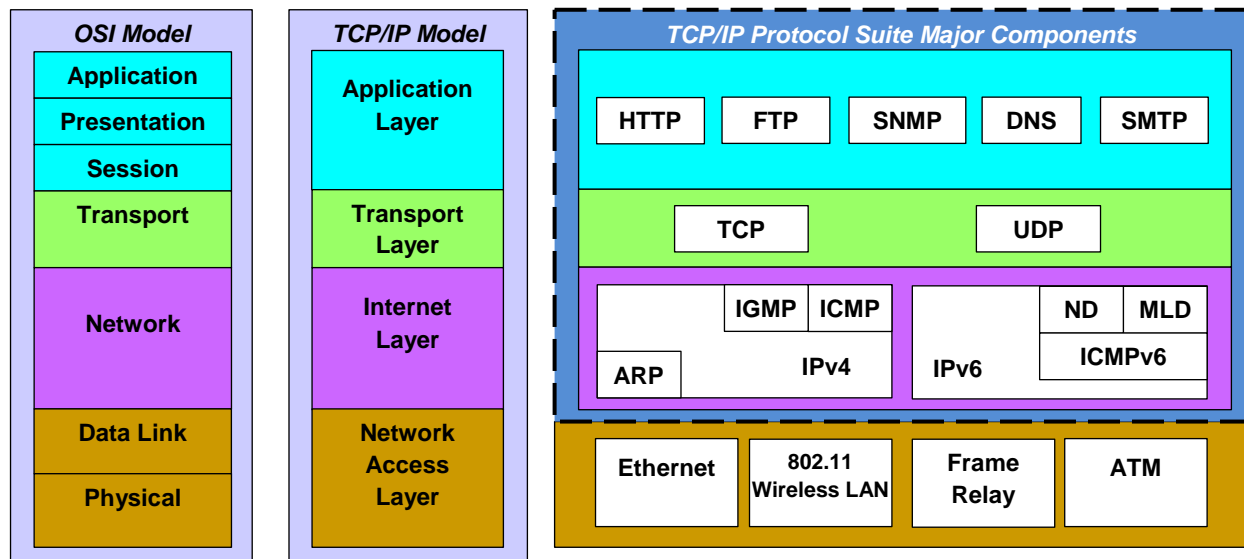 OSI Model
Application
Presentation
Session
Transport
Network
Data Link
Physical
TCP/IP Model
Application
Layer
Transport
Layer
Internet
Layer
Network
Access
Layer
TCP/IP Protocol Suite Major Components
HTTP
FTP
SNMP
DNS
SMTP
TCP
UDP
IGMP
ICMP
IPv4
ARP
ND
MLD
ICMPv6
IPv6
Ethernet
802.11
Wireless LAN
Frame
Relay
ATM